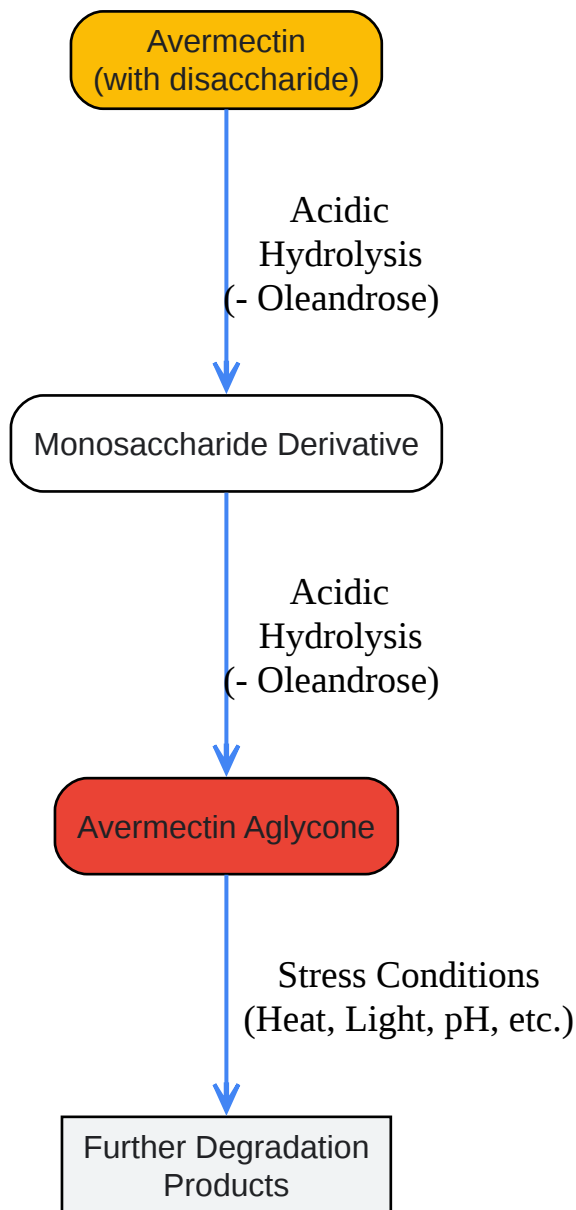 Avermectin
(with disaccharide)
Acidic
Hydrolysis
(- Oleandrose)
Monosaccharide Derivative
Acidic
Hydrolysis
(- Oleandrose)
Avermectin Aglycone
Stress Conditions
(Heat, Light, pH, etc.)
Further Degradation
Products